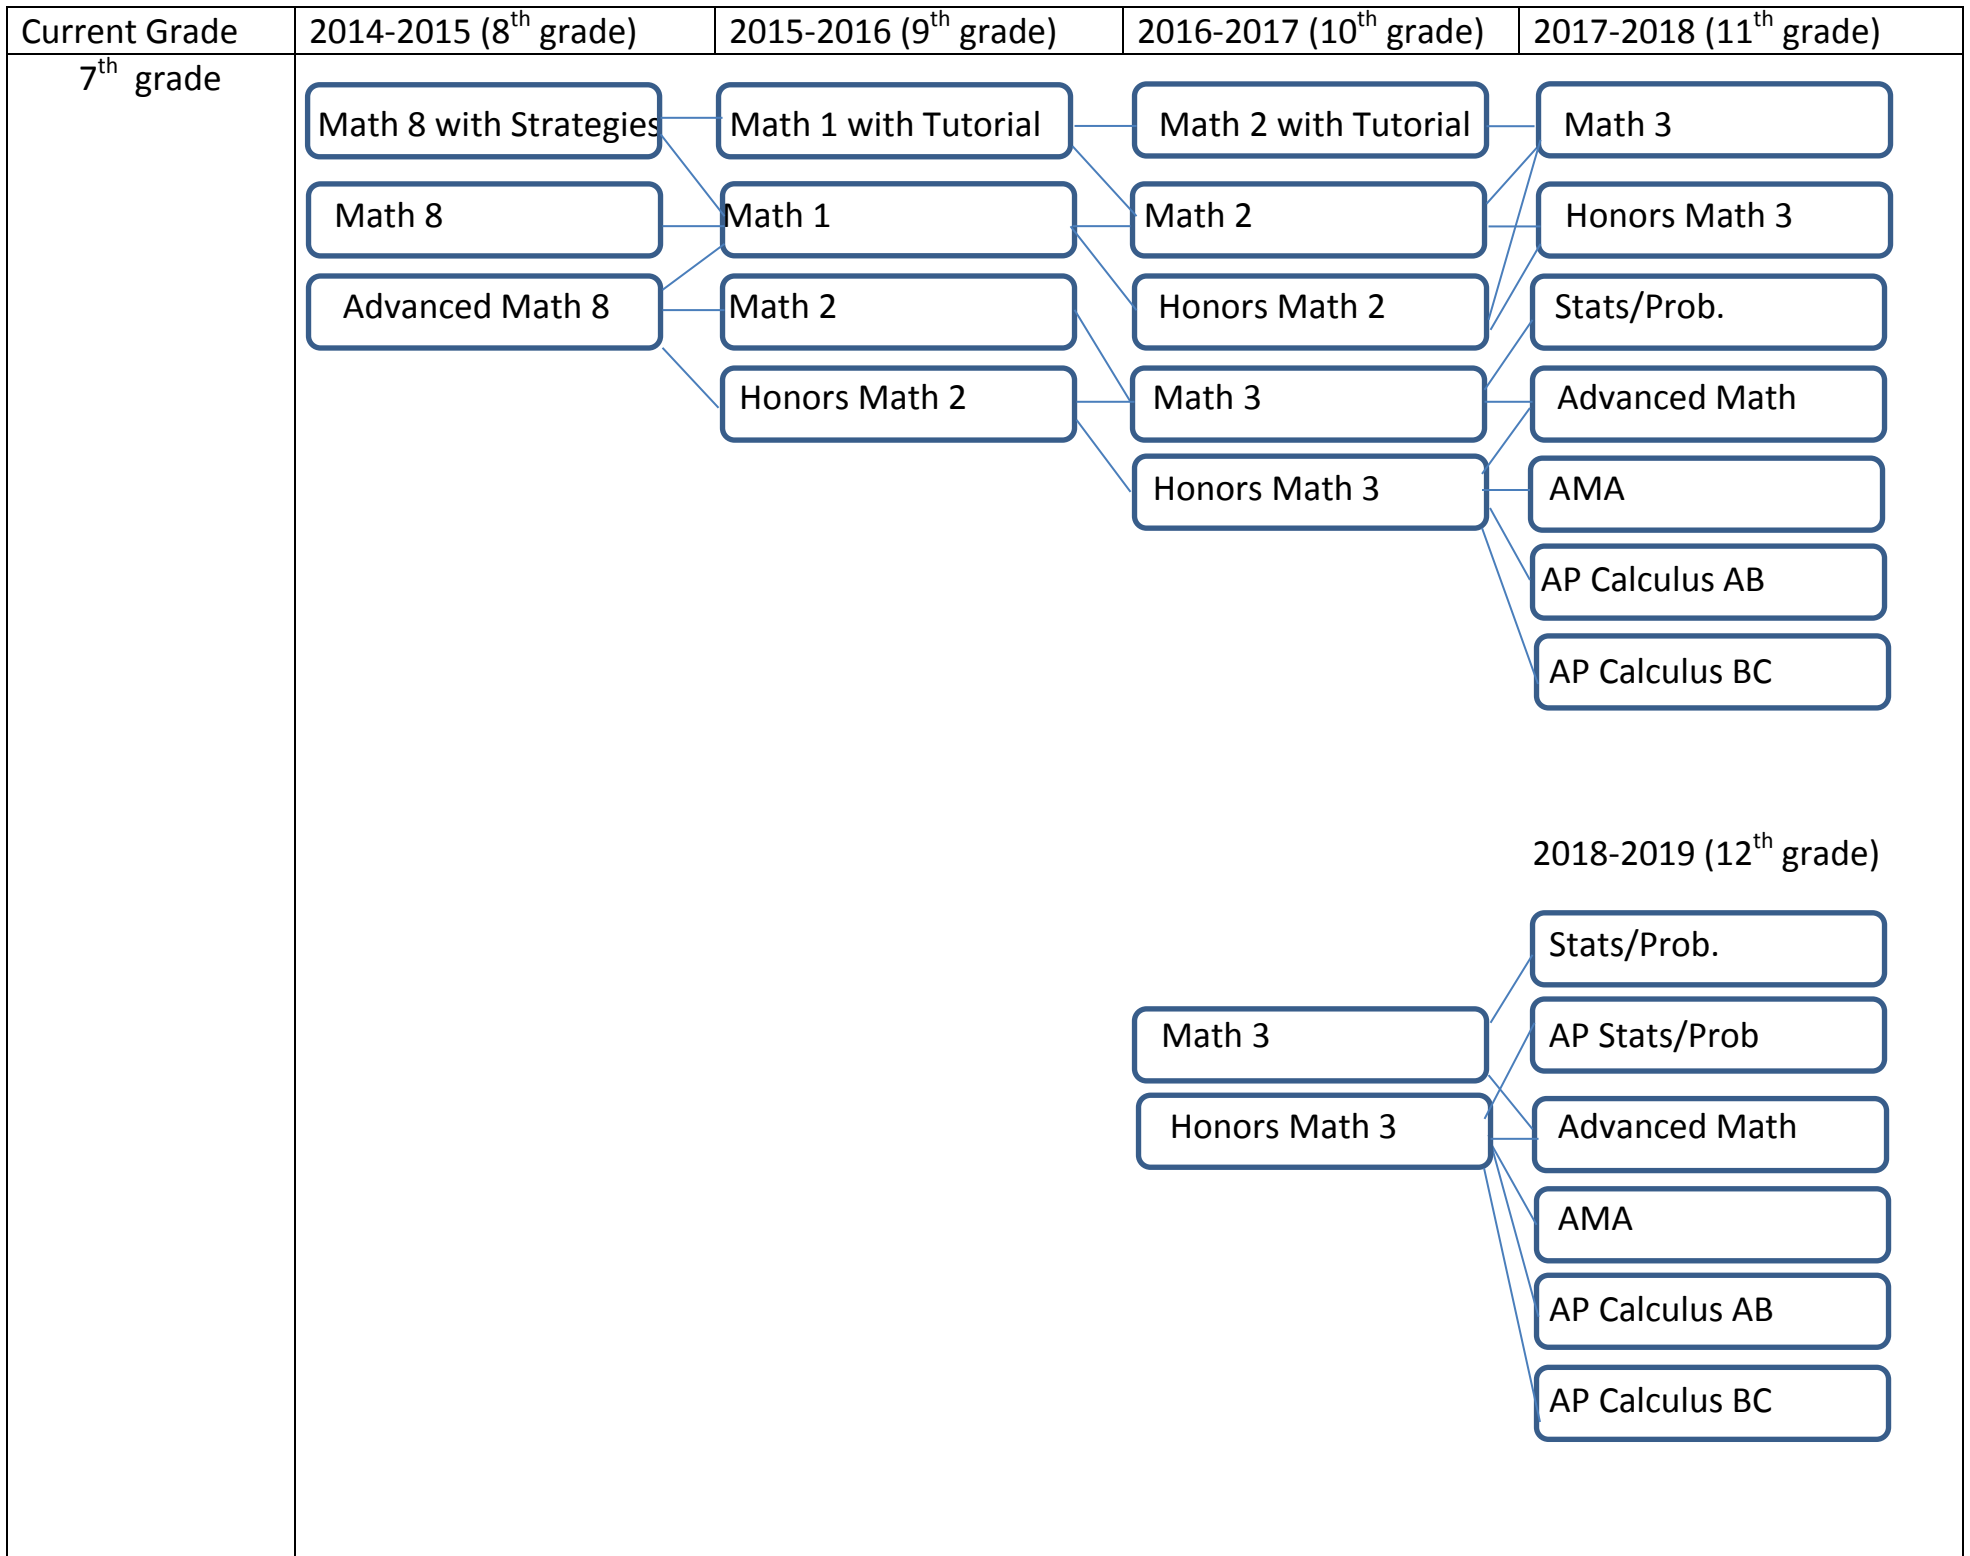 Current Grade 2014-2015 (8th grade) 2015-2016 (9th grade) 2016-2017 (10th grade) 2017-2018 (11th grade)
7th grade
Math 8 with Strategies Math 1 with Tutorial Math 2 with Tutorial Math 3
Math 8 Math 1 Math 2 Honors Math 3
Advanced Math 8 Math 2 Honors Math 2 Stats/Prob.
Honors Math 2 Math 3 Advanced Math
Honors Math 3 AMA
AP Calculus AB
AP Calculus BC
2018-2019 (12th grade)
Stats/Prob.
Math 3 AP Stats/Prob
Honors Math 3 Advanced Math
AMA
AP Calculus AB
AP Calculus BC